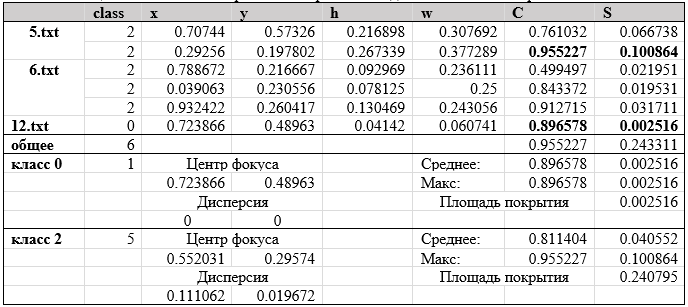 class x y h w C S
5.txt 2 0.70744 0.57326 0.216898 0.307692 0.761032 0.066738
2 0.29256 0.197802 0.267339 0.377289 0.955227 0.100864
6.txt 2 0.788672 0.216667 0.092969 0.236111 0.499497 0.021951
2 0.039063 0.230556 0.078125 0.25 0.843372 0.019531
2 0.932422 0.260417 0.130469 0.243056 0.912715 0.031711
12.txt 0 0.723866 0.48963 0.04142 0.060741 0.896578 0.002516
общее 6 0.955227 0.243311
класс 0 1 Центр фокуса Среднее: 0.896578 0.002516
0.723866 0.48963 Макс: 0.896578 0.002516
Дисперсия Площадь покрытия 0.002516
0 0
класс 2 5 Центр фокуса Среднее: 0.811404 0.040552
0.552031 0.29574 Макс: 0.955227 0.100864
Дисперсия Площадь покрытия 0.240795
0.111062 0.019672